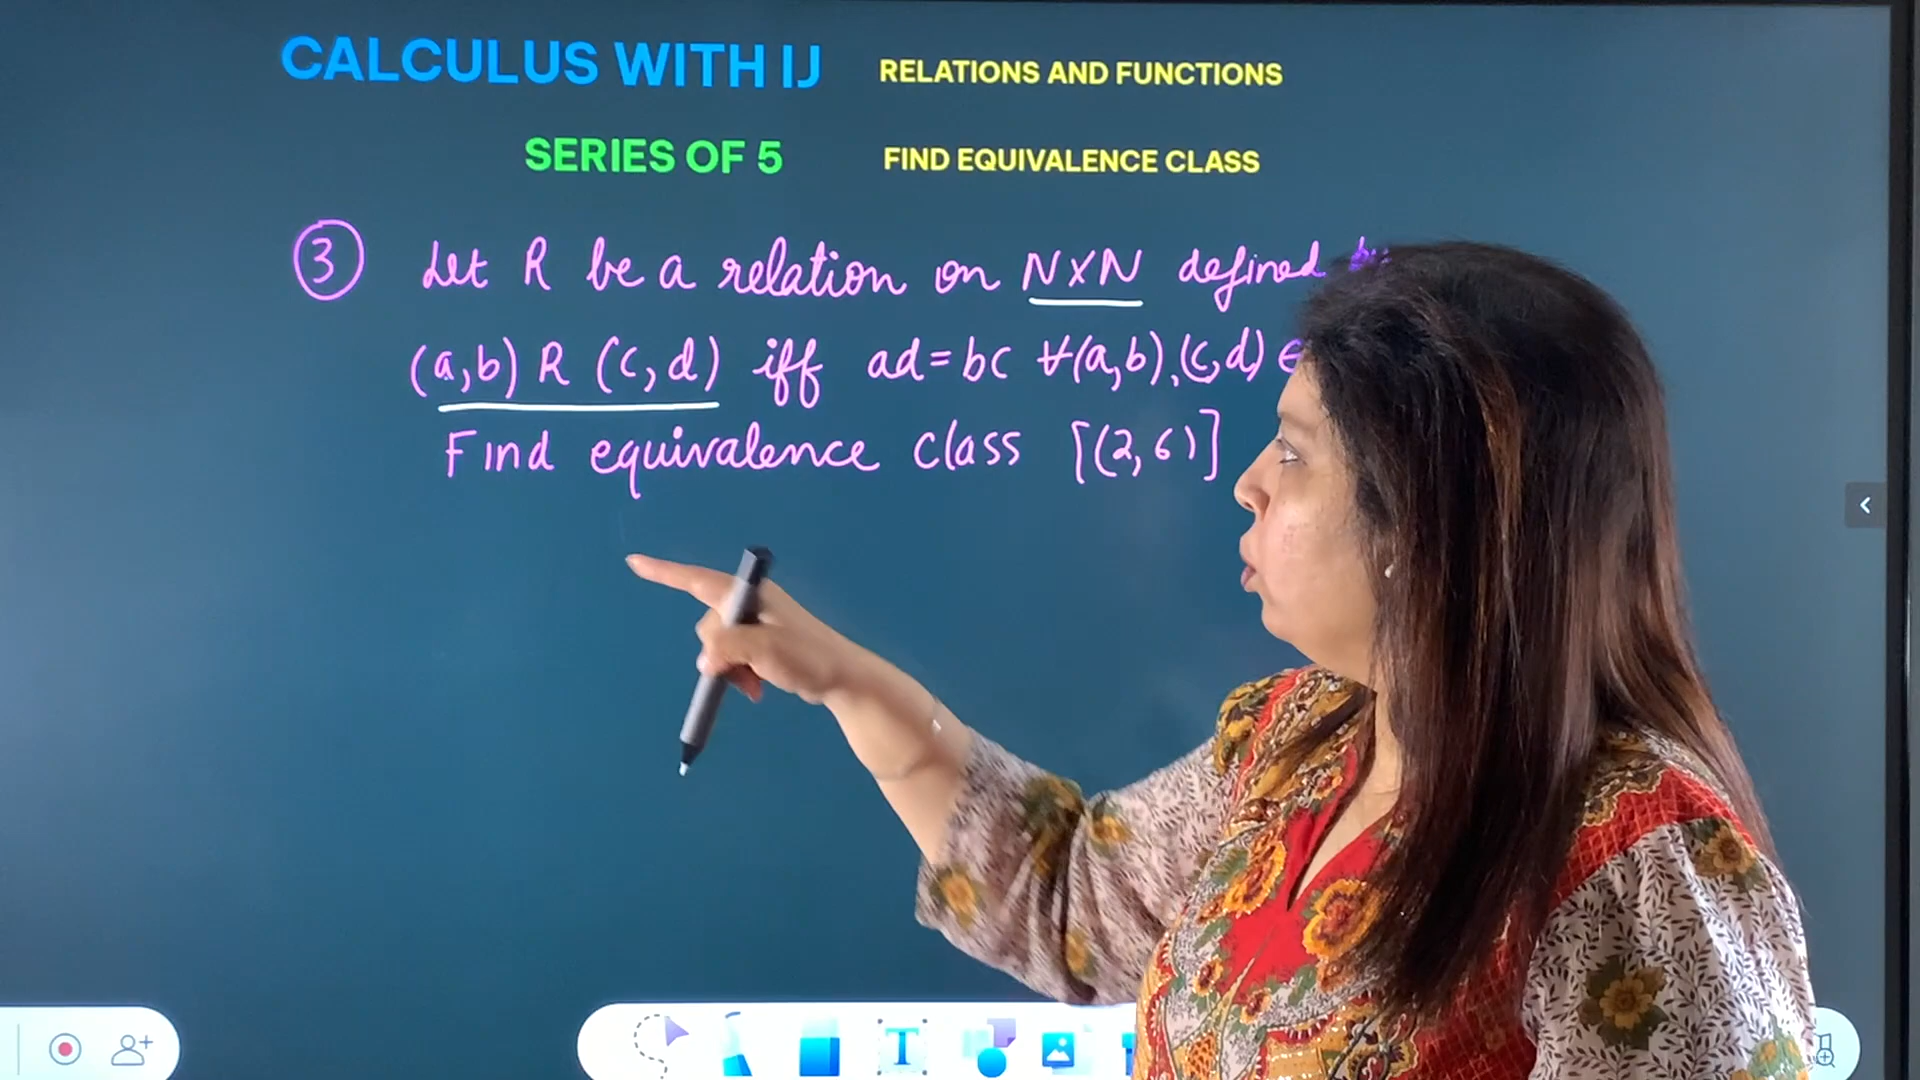 CALCULUS WITH IJ RELATIONS AND FUNCTIONS
SERIES OF 5 FIND EQUIVALENCE CLASS
③ Let R be a relation on N×N defined
(a,b) R (c,d) iff ad=bc ∀(a,b),(c,d) ∈
Find equivalence class [(2,6)]
T